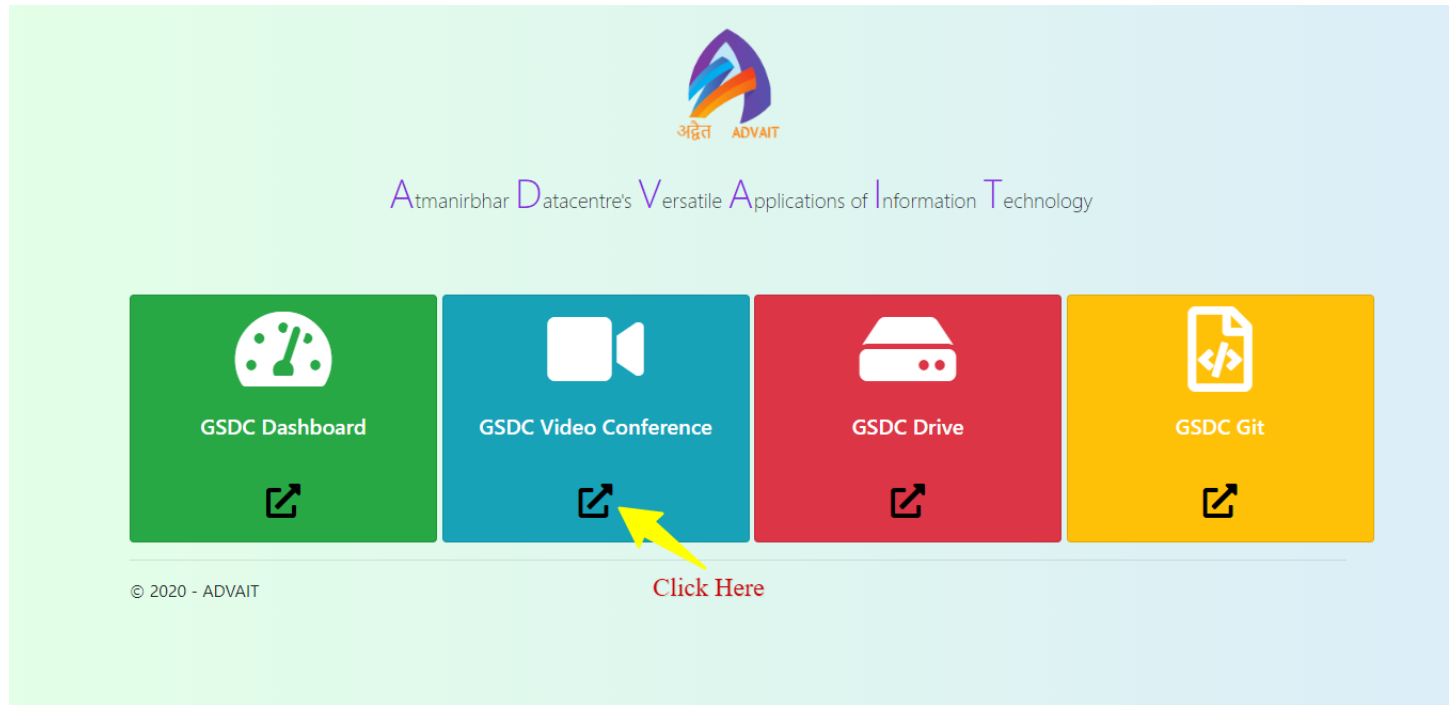 अद्वैत ADVAIT
Atmanirbhar Datacentre's Versatile Applications of Information Technology
GSDC Dashboard
GSDC Video Conference
GSDC Drive
GSDC Git
© 2020 - ADVAIT
Click Here